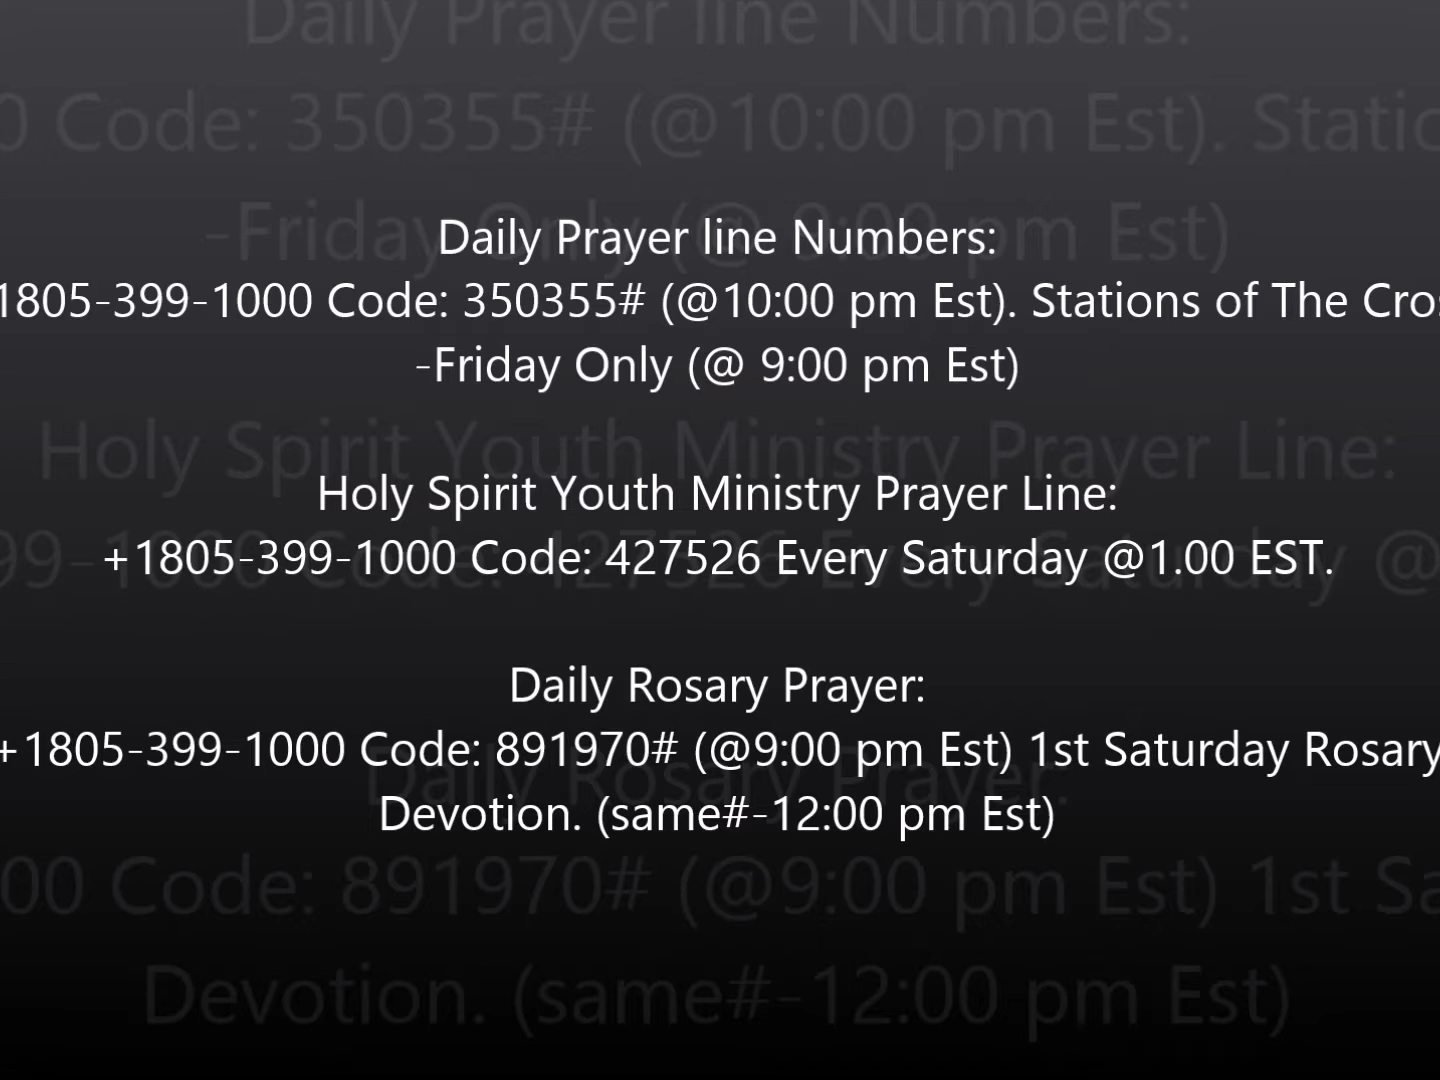 Daily Prayer line Numbers:
1805-399-1000 Code: 350355# (@10:00 pm Est). Stations of The
-Friday Only (@ 9:00 pm Est)
Holy Spirit Youth Ministry Prayer Line:
+1805-399-1000 Code: 427526 Every Saturday @1.00 EST.
Daily Rosary Prayer:
+1805-399-1000 Code: 891970# (@9:00 pm Est) 1st Saturday Rosary
Devotion. (same#-12:00 pm Est)